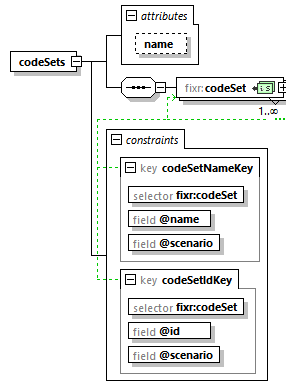 attributes
name
codeSets
fixr:codeSet
1..∞
constraints
key codeSetNameKey
selector fixr:codeSet
field @name
field @scenario
key codeSetIdKey
selector fixr:codeSet
field @id
field @scenario